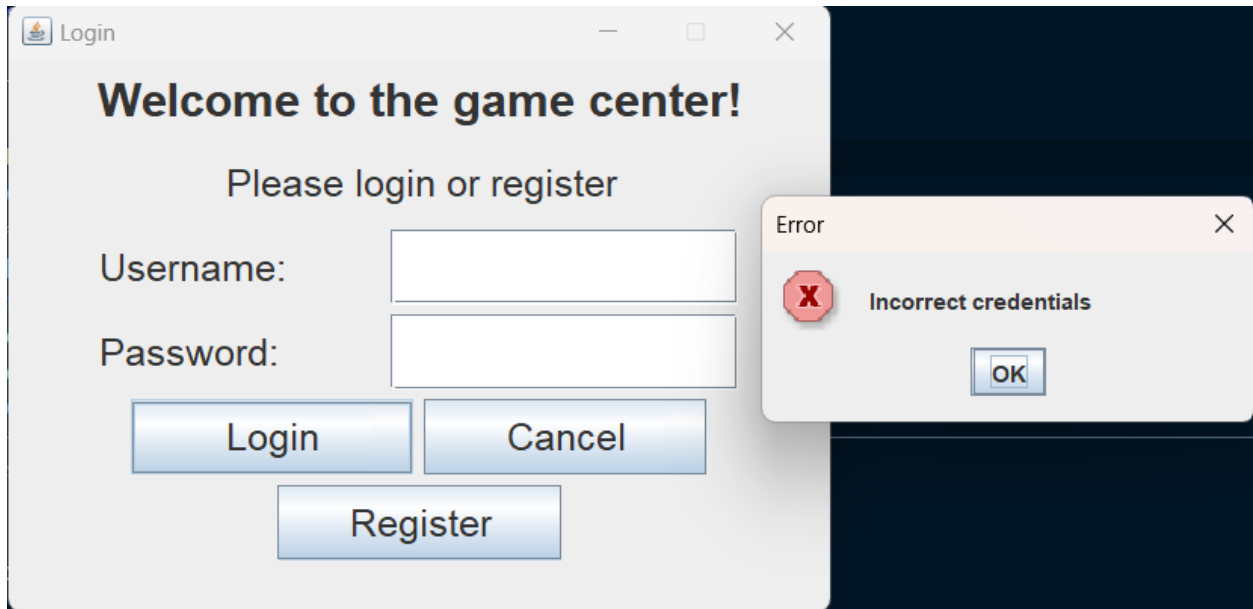 Login
Welcome to the game center!
Please login or register
Username:
Password:
Login Cancel
Register
Error
Incorrect credentials
OK